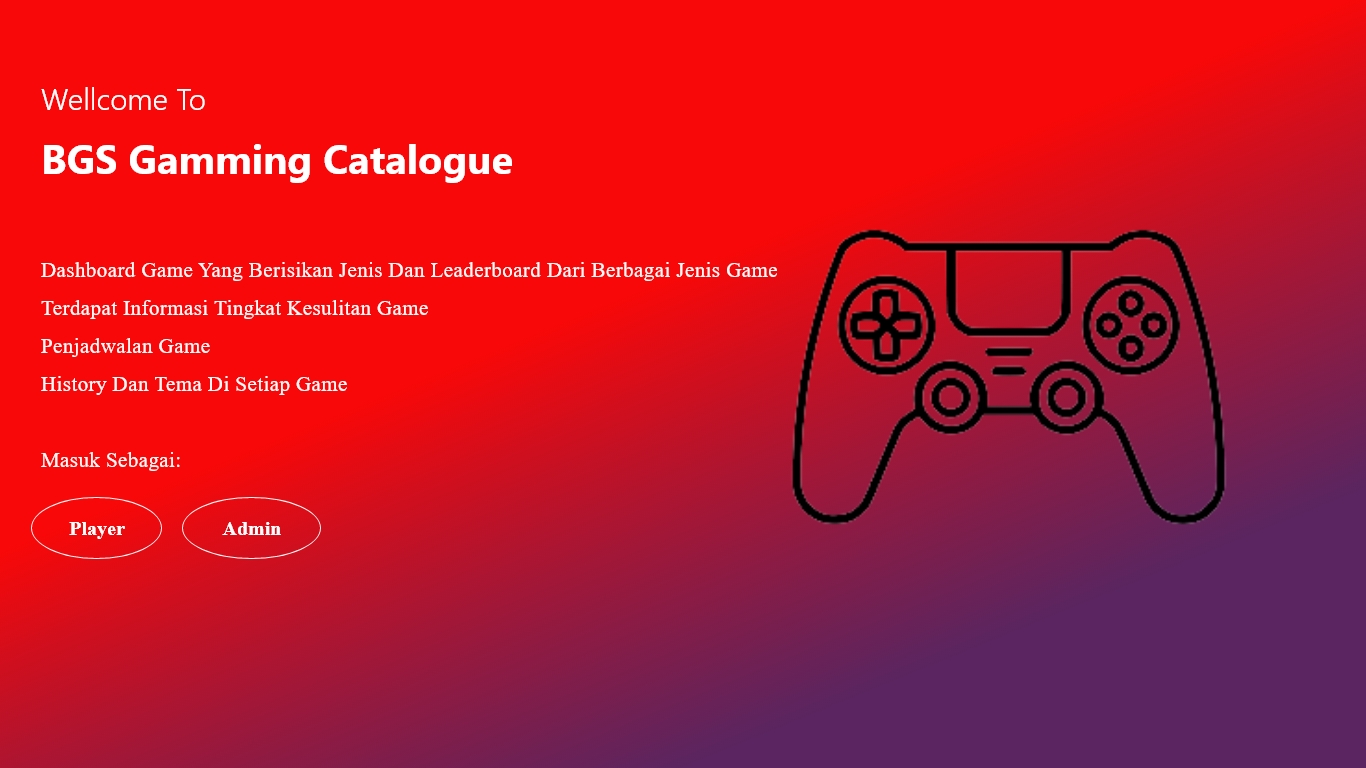 Wellcome To
BGS Gamming Catalogue
Dashboard Game Yang Berisikan Jenis Dan Leaderboard Dari Berbagai Jenis Game
Terdapat Informasi Tingkat Kesulitan Game
Penjadwalan Game
History Dan Tema Di Setiap Game
Masuk Sebagai:
Player
Admin